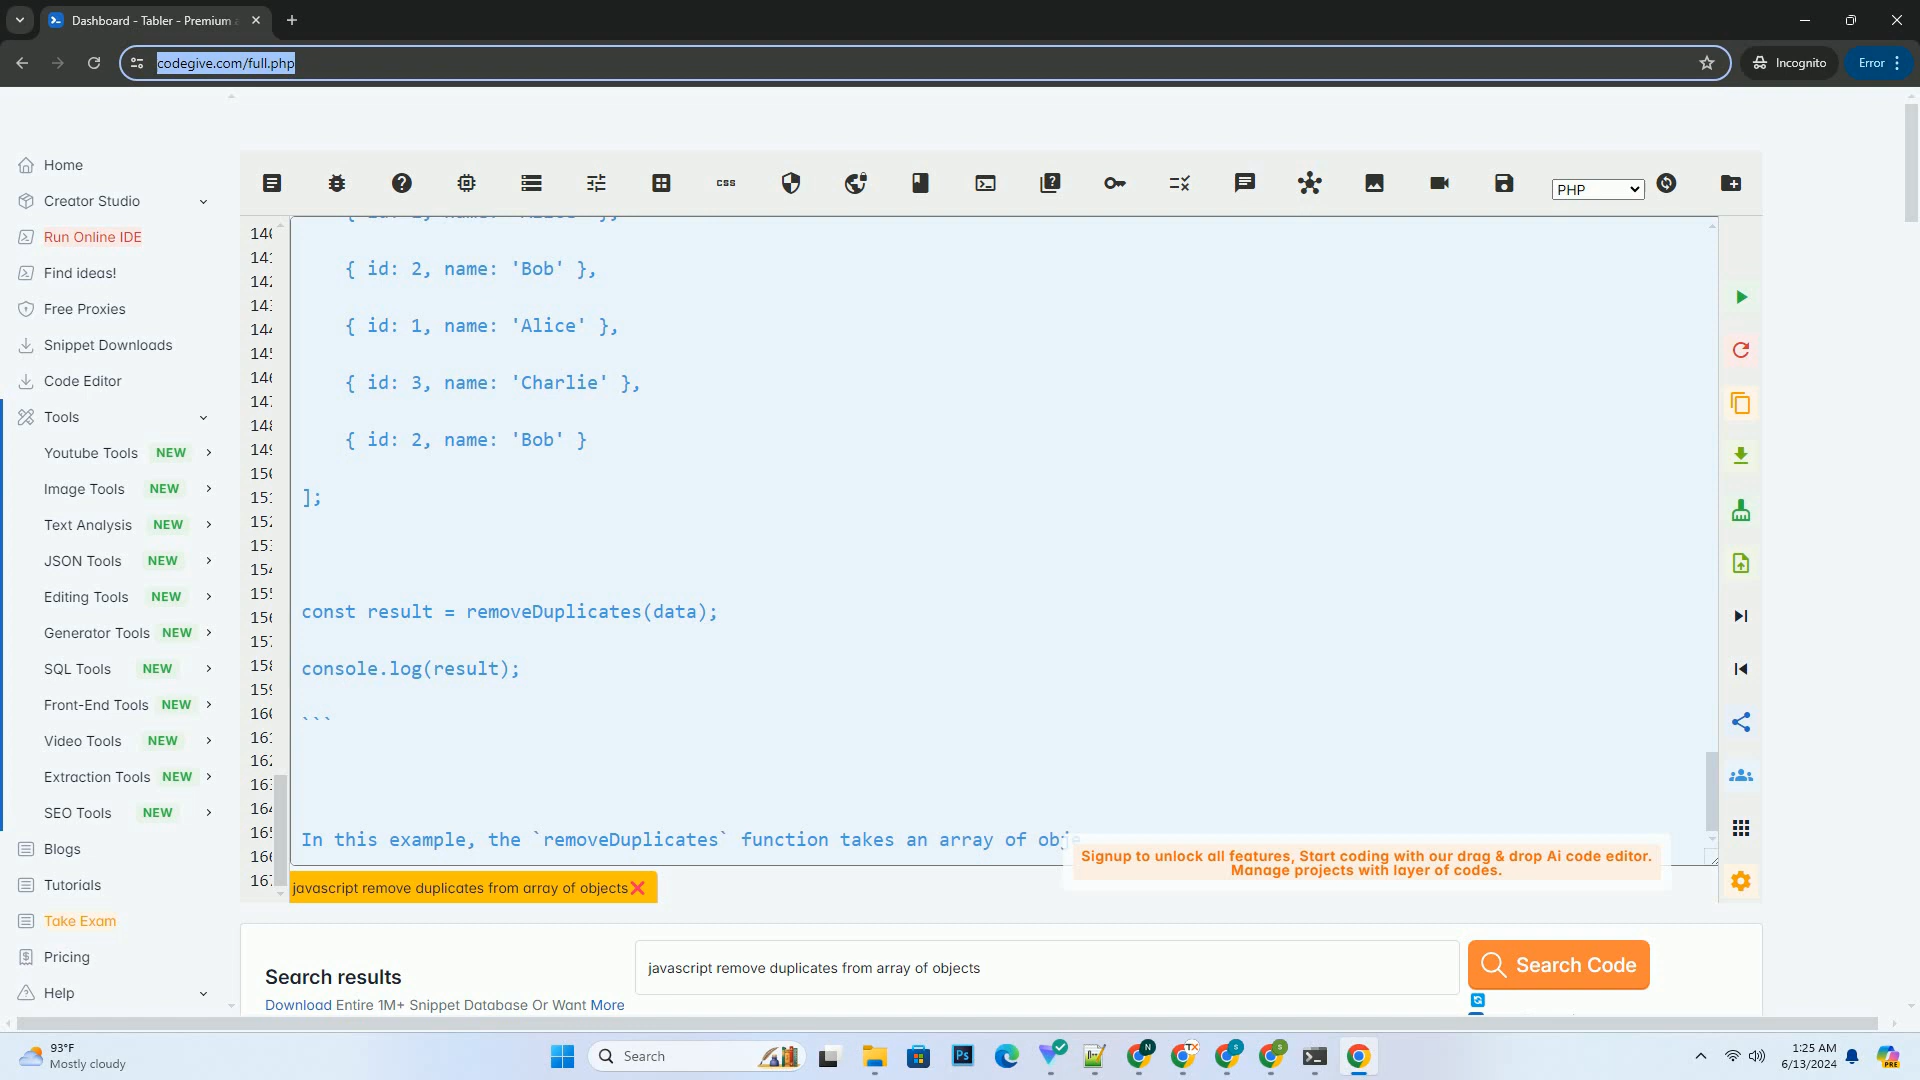 Dashboard - Tabler - Premium
codegive.com/full.php
Incognito
Error
Home
Creator Studio
Run Online IDE
Find ideas!
Free Proxies
Snippet Downloads
Code Editor
Tools
Youtube Tools NEW
Image Tools NEW
Text Analysis NEW
JSON Tools NEW
Editing Tools NEW
Generator Tools NEW
SQL Tools NEW
Front-End Tools NEW
Video Tools NEW
Extraction Tools NEW
SEO Tools NEW
Blogs
Tutorials
Take Exam
Pricing
Help
css
PHP
{ id: 2, name: 'Bob' },
{ id: 1, name: 'Alice' },
{ id: 3, name: 'Charlie' },
{ id: 2, name: 'Bob' }
];
const result = removeDuplicates(data);
console.log(result);
```
In this example, the `removeDuplicates` function takes an array of obje
Signup to unlock all features, Start coding with our drag & drop Ai code editor.
Manage projects with layer of codes.
javascript remove duplicates from array of objects
Search results
Download Entire 1M+ Snippet Database Or Want More
javascript remove duplicates from array of objects
Search Code
93°F
Mostly cloudy
Search
1:25 AM
6/13/2024